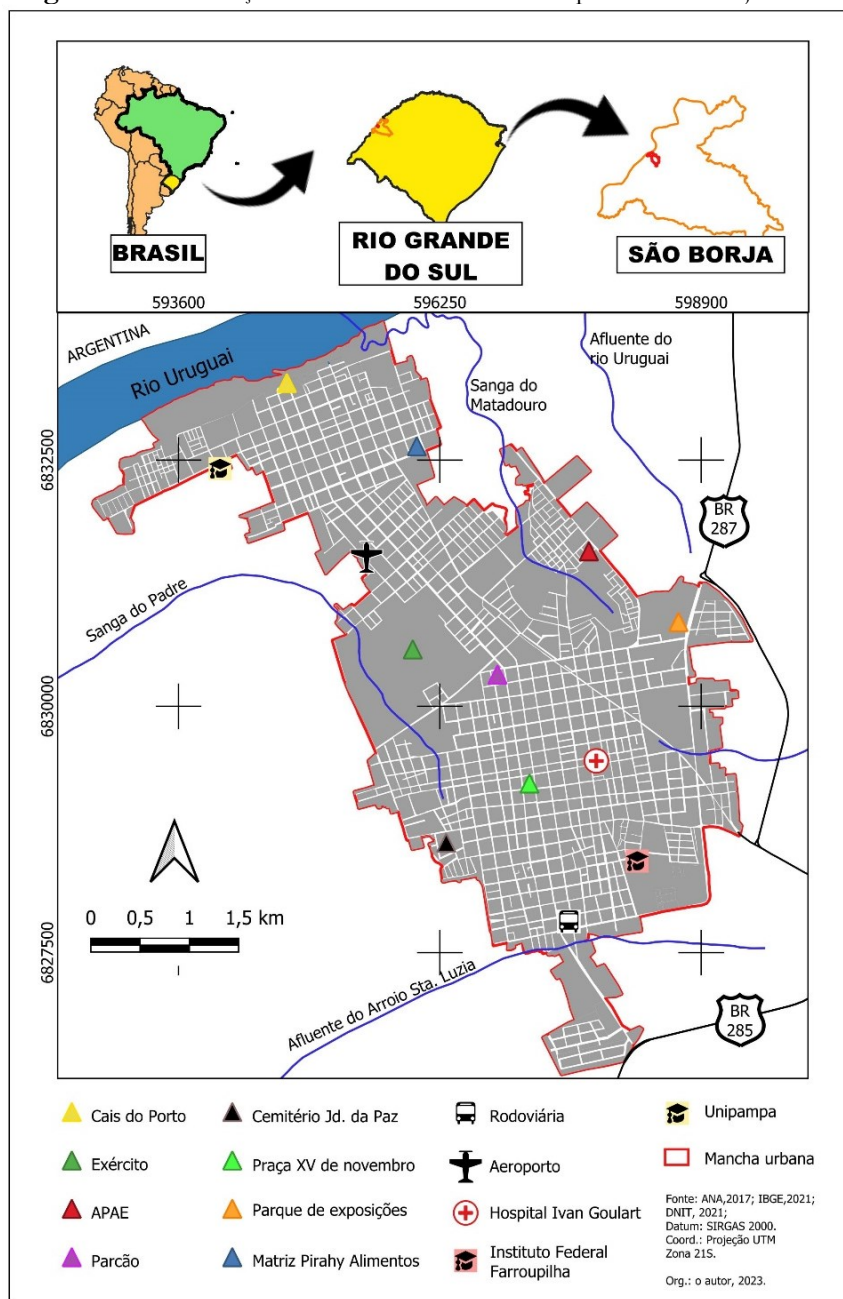 BRASIL
RIO GRANDE
DO SUL
SÃO BORJA
593600
596250
598900
ARGENTINA
Rio Uruguai
Afluente do
rio Uruguai
Sanga do
Matadouro
6832500
BR
287
Sanga do Padre
6830000
0 0,5 1 1,5 km
6827500
Afluente do Arroio Sta. Luzia
BR
285
Cais do Porto
Cemitério Jd. da Paz
Rodoviária
Unipampa
Exército
Praça XV de novembro
Aeroporto
Mancha urbana
APAE
Parque de exposições
Hospital Ivan Goulart
Parcão
Matriz Pirahy Alimentos
Instituto Federal
Farroupilha
Fonte: ANA,2017; IBGE,2021;
DNIT, 2021;
Datum: SIRGAS 2000.
Coord.: Projeção UTM
Zona 21S.
Org.: o autor, 2023.